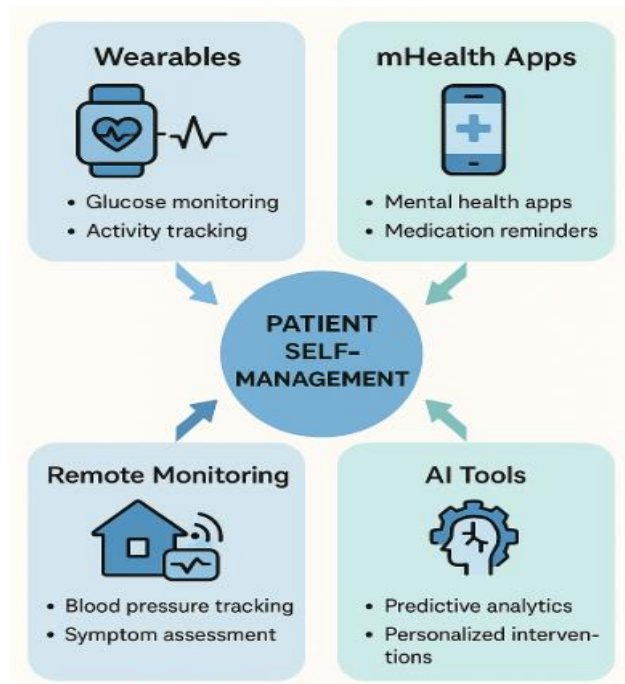 Wearables
• Glucose monitoring
• Activity tracking
mHealth Apps
• Mental health apps
• Medication reminders
PATIENT
SELF-
MANAGEMENT
Remote Monitoring
• Blood pressure tracking
• Symptom assessment
AI Tools
• Predictive analytics
• Personalized interven-
tions